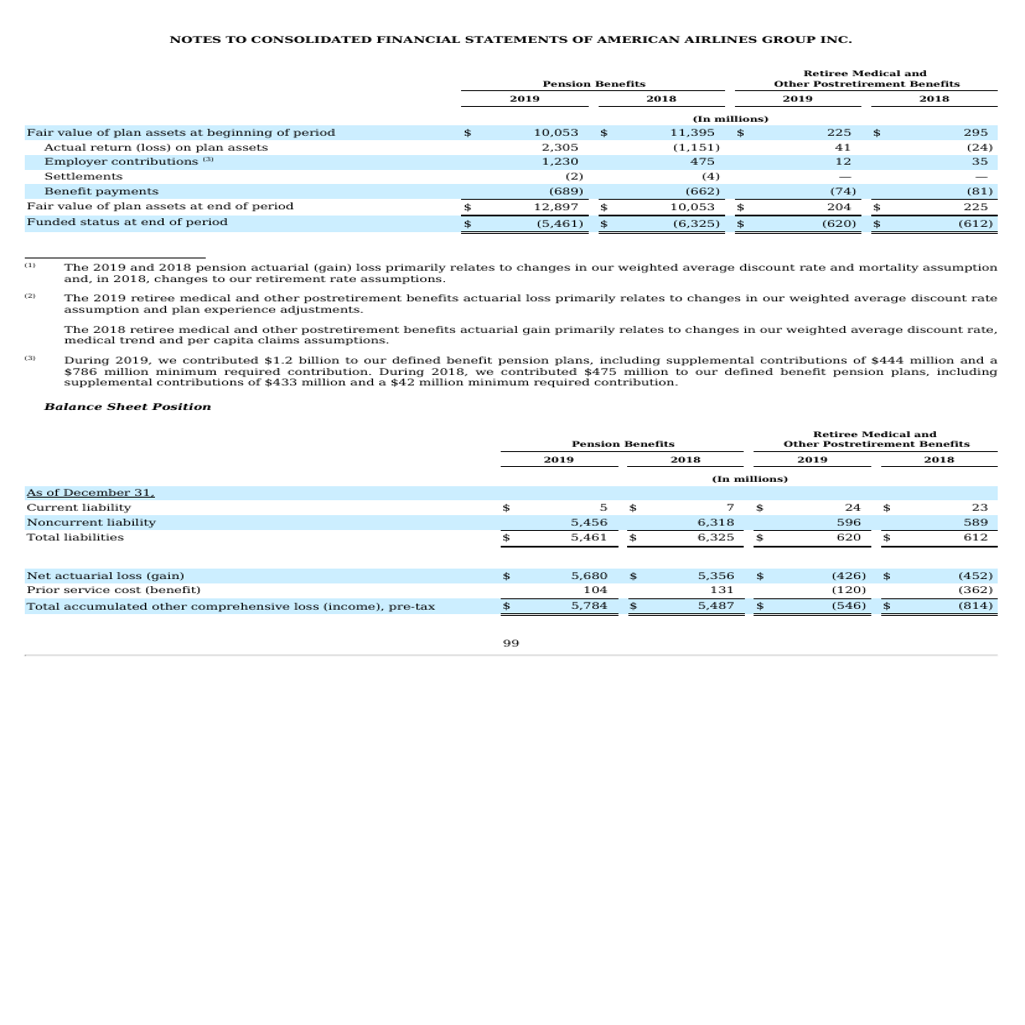 NOTES TO CONSOLIDATED FINANCIAL STATEMENTS OF AMERICAN AIRLINES GROUP INC.
Pension Benefits Retiree Medical and Other Postretirement Benefits
2019 2018 2019 2018
(In millions)
Fair value of plan assets at beginning of period $ 10,053 $ 11,395 $ 225 $ 295
Actual return (loss) on plan assets 2,305 (1,151) 41 (24)
Employer contributions (3) 1,230 475 12 35
Settlements (2) (4) — —
Benefit payments (689) (662) (74) (81)
Fair value of plan assets at end of period $ 12,897 $ 10,053 $ 204 $ 225
Funded status at end of period $ (5,461) $ (6,325) $ (620) $ (612)
(1) The 2019 and 2018 pension actuarial (gain) loss primarily relates to changes in our weighted average discount rate and mortality assumption
and, in 2018, changes to our retirement rate assumptions.
(2) The 2019 retiree medical and other postretirement benefits actuarial loss primarily relates to changes in our weighted average discount rate
assumption and plan experience adjustments.
The 2018 retiree medical and other postretirement benefits actuarial gain primarily relates to changes in our weighted average discount rate,
medical trend and per capita claims assumptions.
(3) During 2019, we contributed $1.2 billion to our defined benefit pension plans, including supplemental contributions of $444 million and a
$786 million minimum required contribution. During 2018, we contributed $475 million to our defined benefit pension plans, including
supplemental contributions of $433 million and a $42 million minimum required contribution.
Balance Sheet Position
Pension Benefits Retiree Medical and Other Postretirement Benefits
2019 2018 2019 2018
(In millions)
As of December 31,
Current liability $ 5 $ 7 $ 24 $ 23
Noncurrent liability 5,456 6,318 596 589
Total liabilities $ 5,461 $ 6,325 $ 620 $ 612
Net actuarial loss (gain) $ 5,680 $ 5,356 $ (426) $ (452)
Prior service cost (benefit) 104 131 (120) (362)
Total accumulated other comprehensive loss (income), pre-tax $ 5,784 $ 5,487 $ (546) $ (814)
99